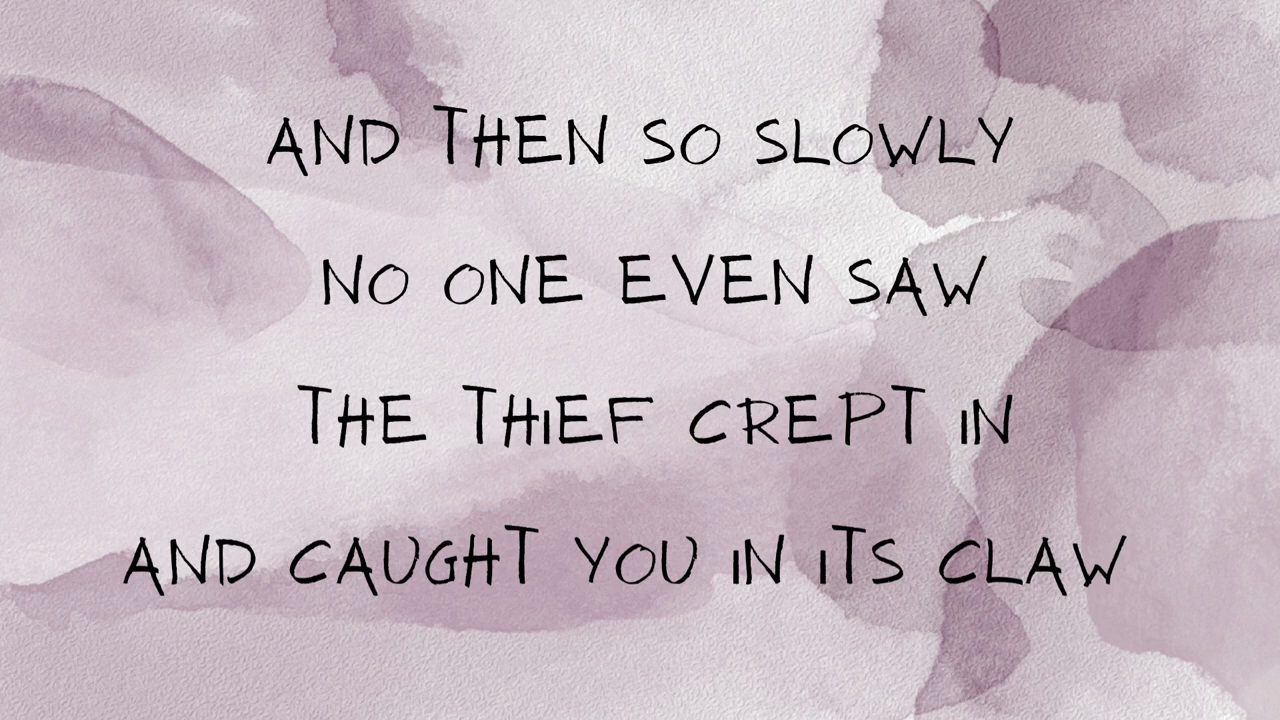 AND THEN SO SLOWLY
NO ONE EVEN SAW
THE THIEF CREPT IN
AND CAUGHT YOU IN ITS CLAW